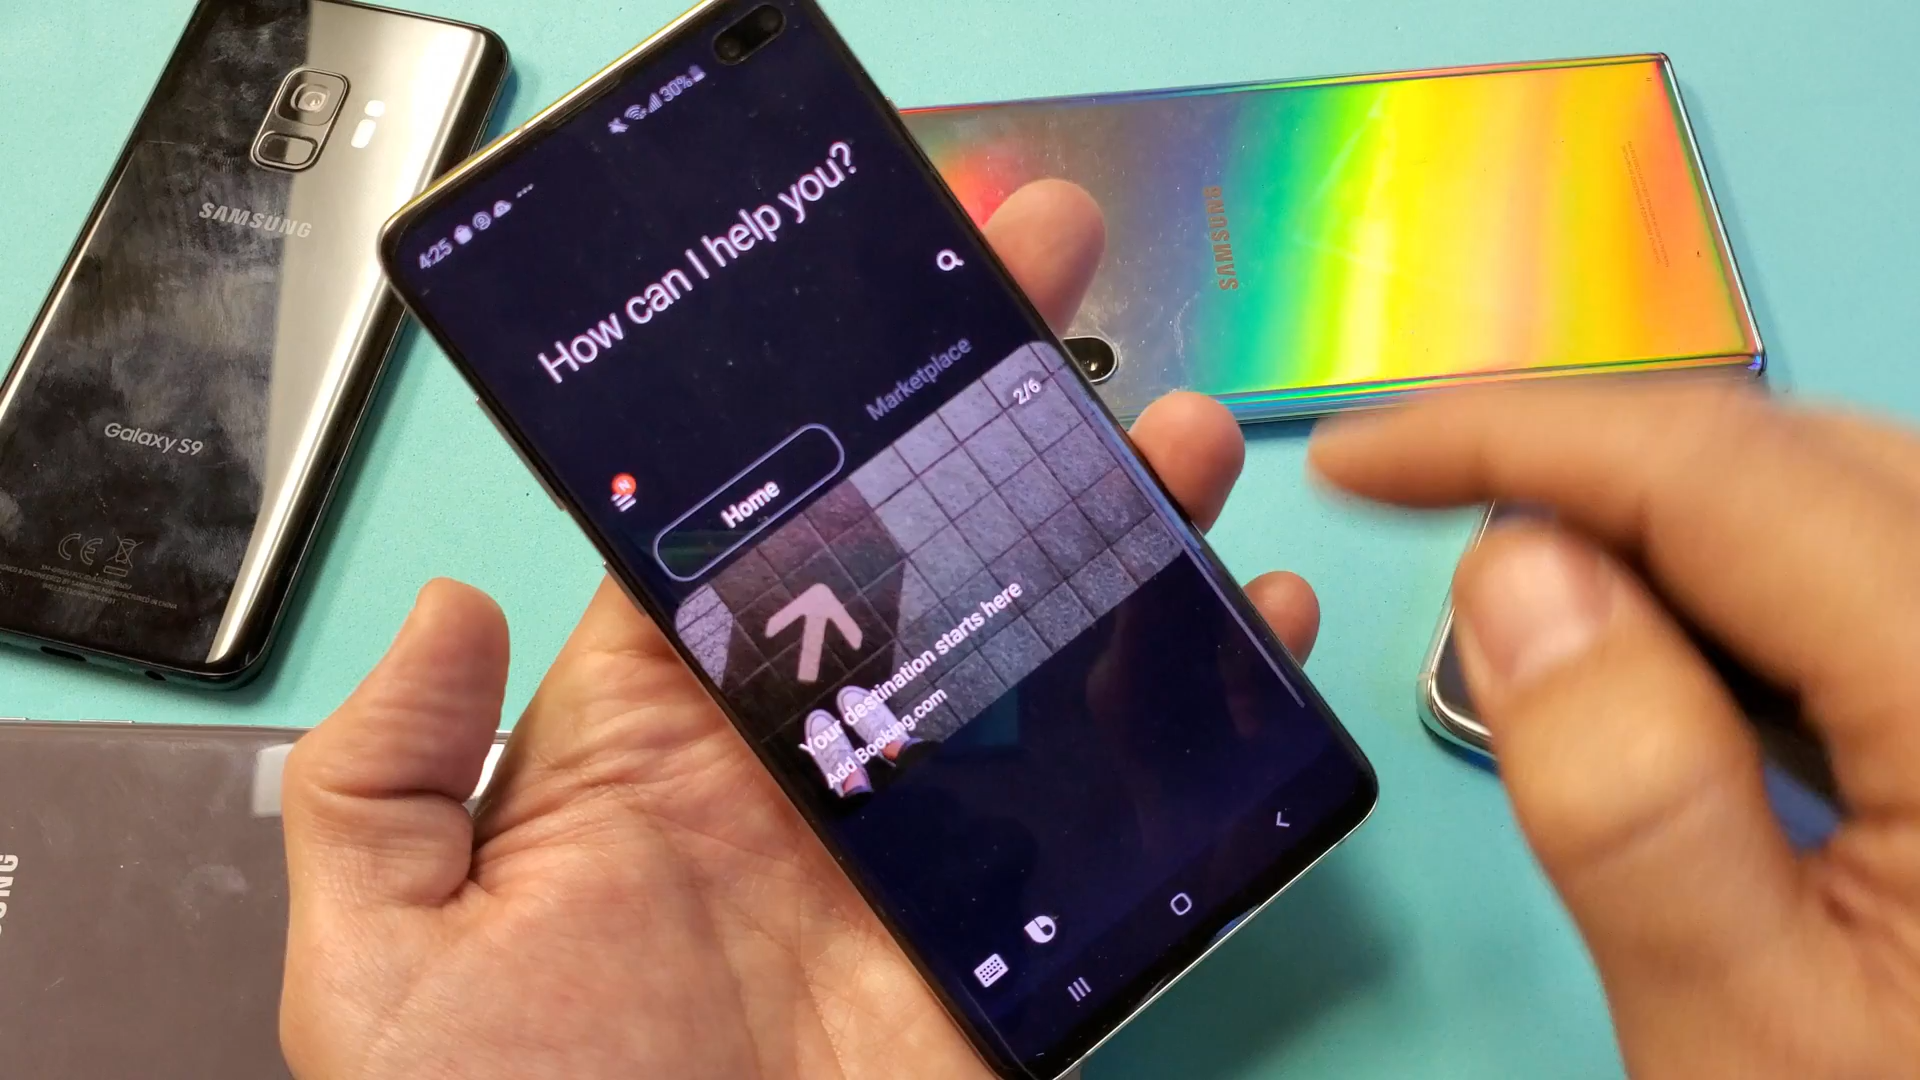 SAMSUNG
Galaxy S9
4:25
30%
How can I help you?
N
Home
Marketplace
2/6
Your destination starts here
Add Booking.com
SAMSUNG